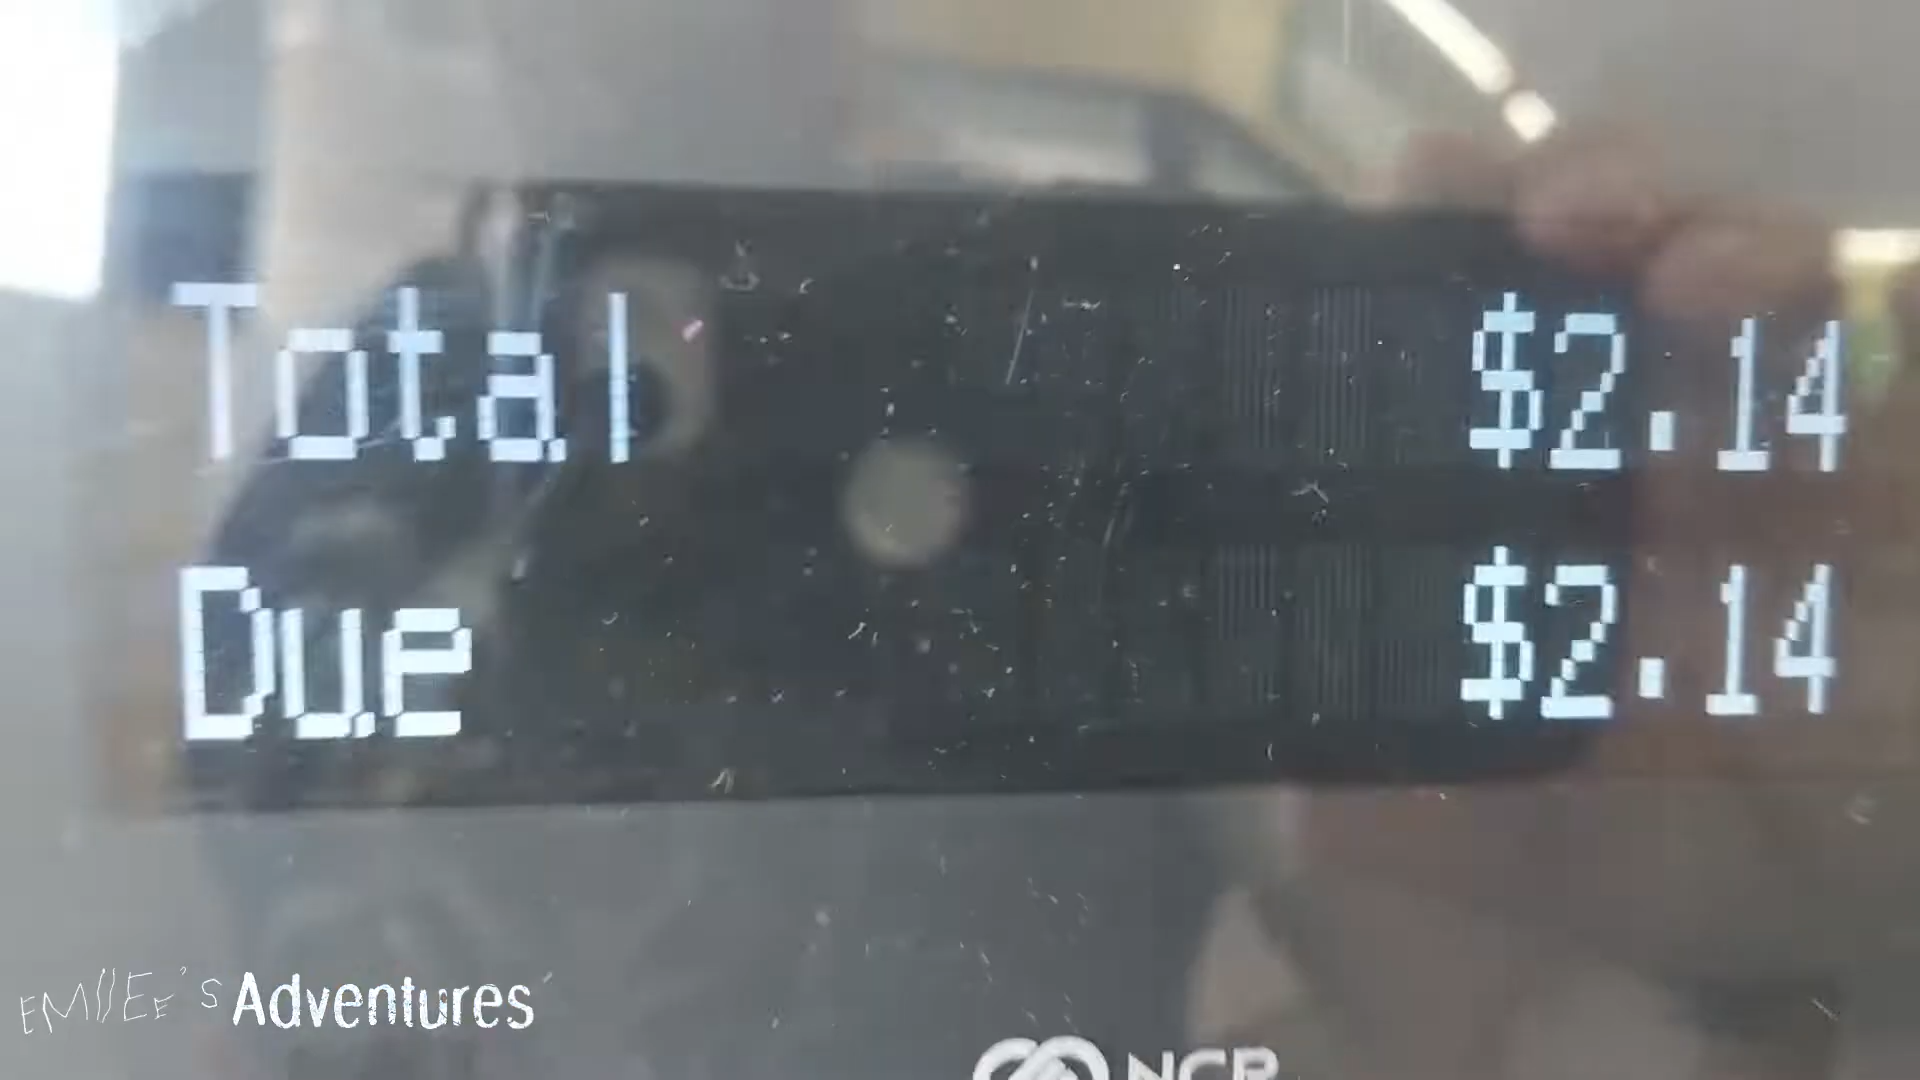 Total $2.14
Due $2.14
EMIlEE's Adventures
NCR